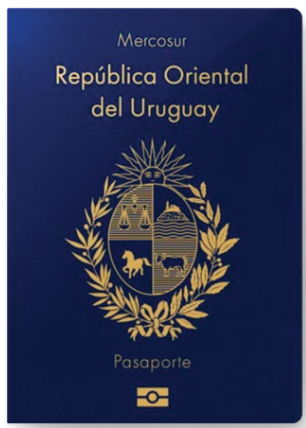 Mercosur
República Oriental
del Uruguay
Pasaporte